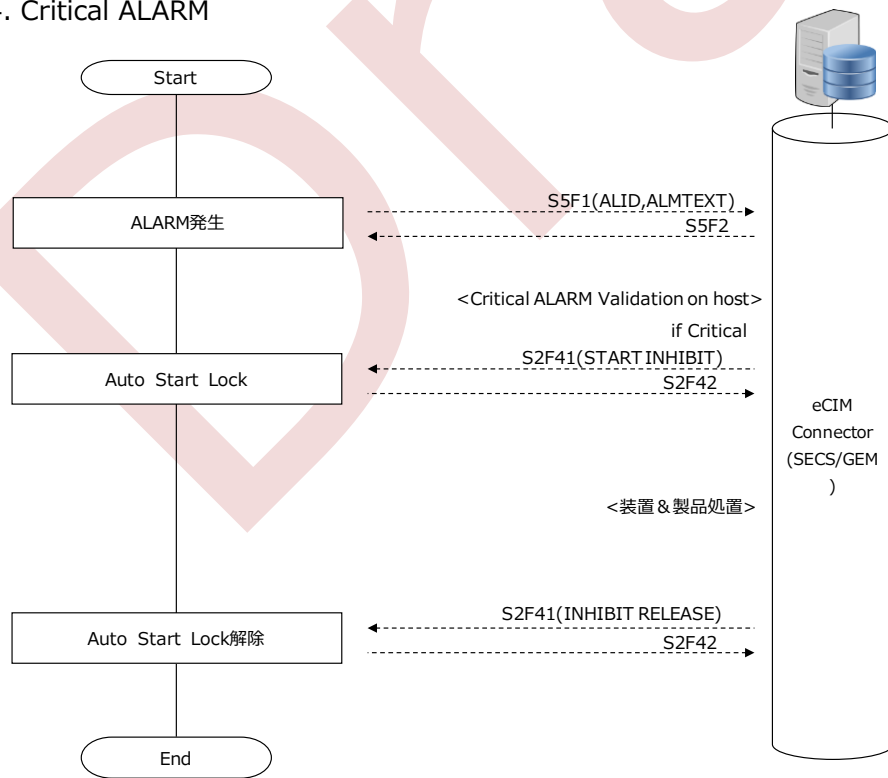 . Critical ALARM
Start
S5F1(ALID,ALMTEXT)
ALARM発生
S5F2
<Critical ALARM Validation on host>
if Critical
S2F41(START INHIBIT)
Auto Start Lock
S2F42
eCIM
Connector
(SECS/GEM
)
<装置&製品処置>
S2F41(INHIBIT RELEASE)
Auto Start Lock解除
S2F42
End